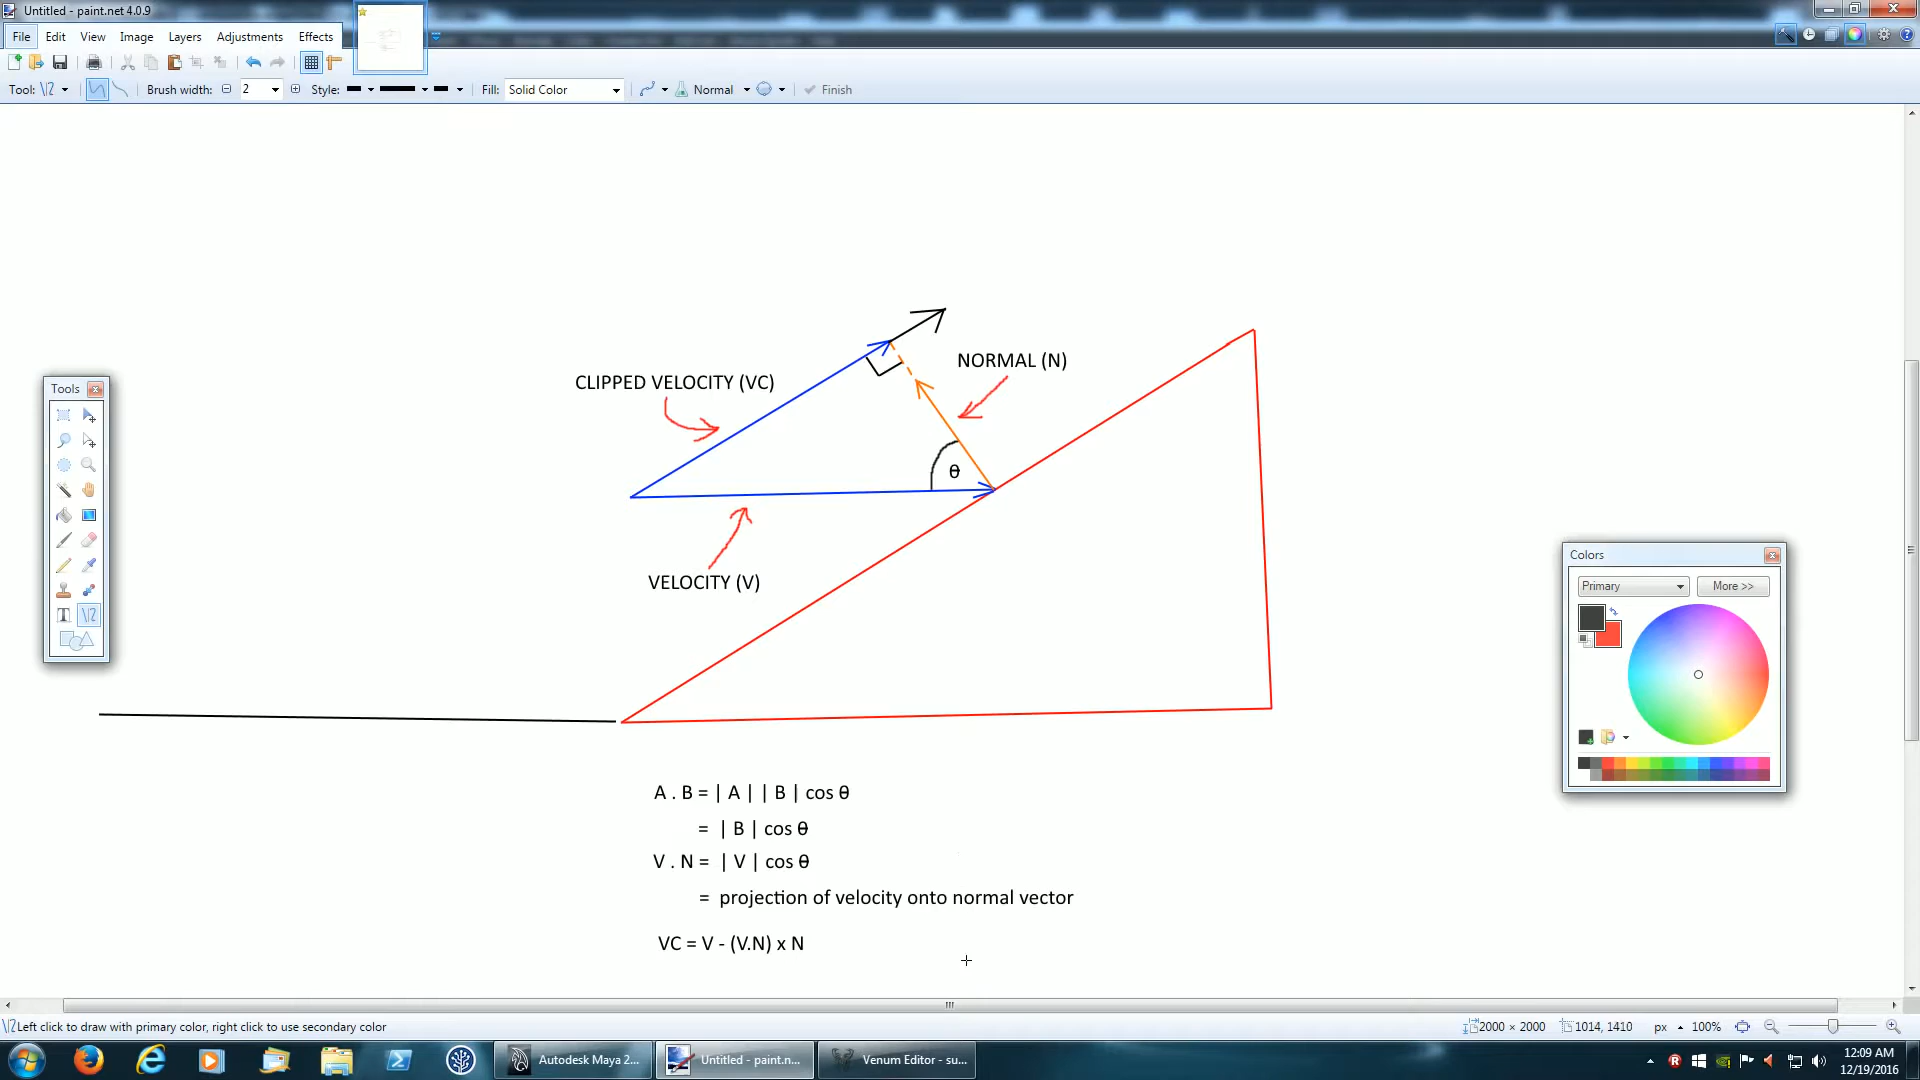 Untitled - paint.net 4.0.9
File Edit View Image Layers Adjustments Effects
Tool: Brush width: 2 Style: Fill: Solid Color Normal Finish
NORMAL (N)
CLIPPED VELOCITY (VC)
Tools
θ
VELOCITY (V)
Colors
Primary More >>
A . B = | A | | B | cos θ
= | B | cos θ
V . N = | V | cos θ
= projection of velocity onto normal vector
VC = V - (V.N) x N
Left click to draw with primary color, right click to use secondary color
2000 × 2000 1014, 1410 px 100%
Autodesk Maya 2... Untitled - paint.n... Venum Editor - su...
12:09 AM
12/19/2016